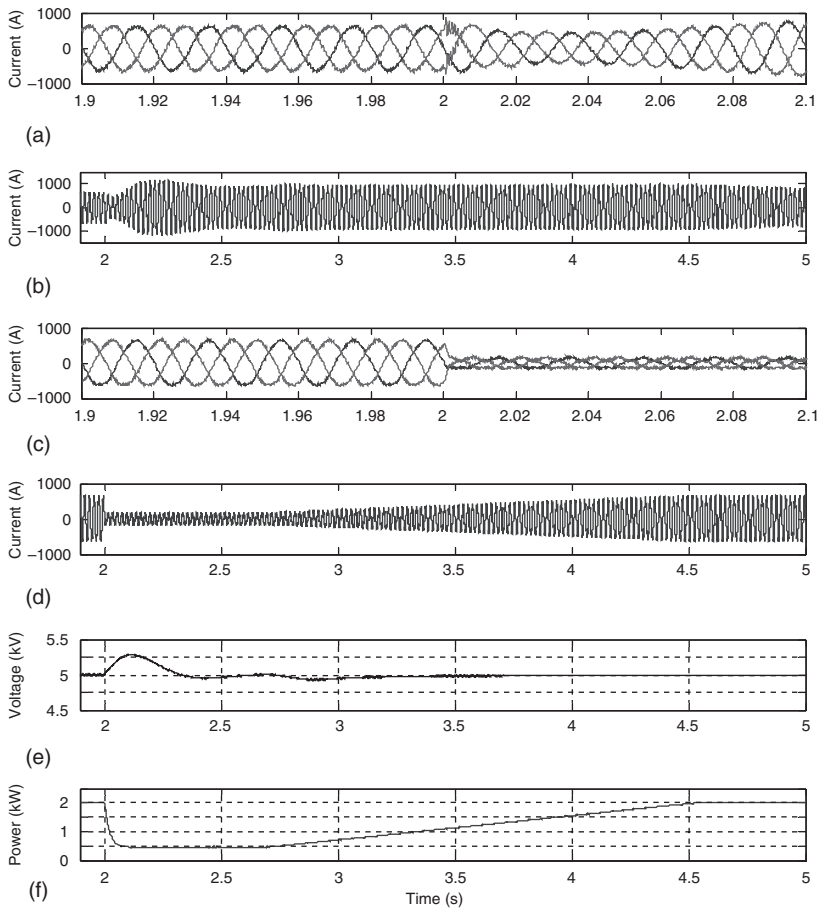 1000
0
−1000
Current (A)
1.9 1.92 1.94 1.96 1.98 2 2.02 2.04 2.06 2.08 2.1
(a)
1000
0
−1000
Current (A)
2 2.5 3 3.5 4 4.5 5
(b)
1000
0
−1000
Current (A)
1.9 1.92 1.94 1.96 1.98 2 2.02 2.04 2.06 2.08 2.1
(c)
1000
0
−1000
Current (A)
2 2.5 3 3.5 4 4.5 5
(d)
5.5
5
4.5
Voltage (kV)
2 2.5 3 3.5 4 4.5 5
(e)
2
1
0
Power (kW)
2 2.5 3 3.5 4 4.5 5
Time (s)
(f)